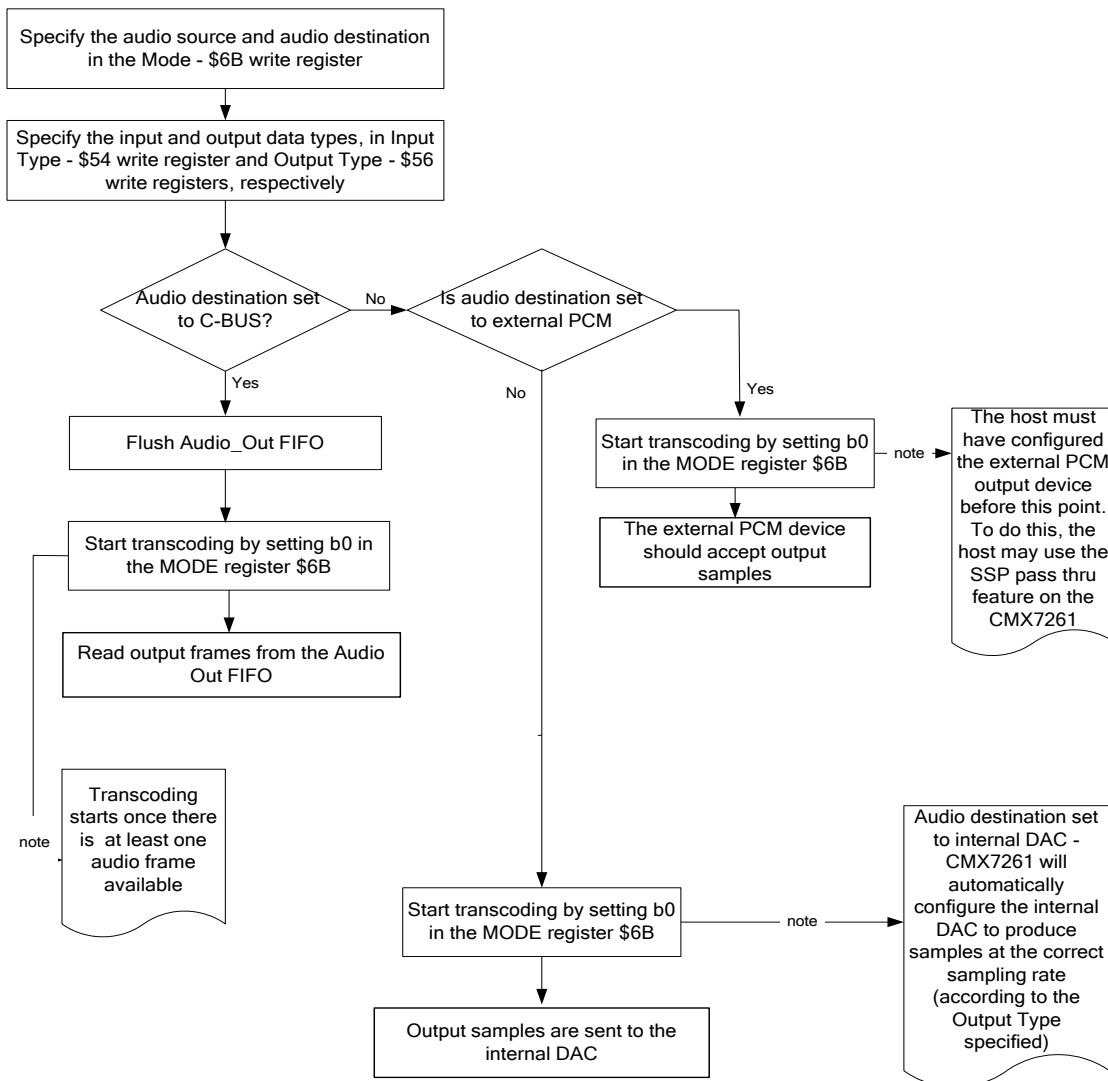 Specify the audio source and audio destination
in the Mode - $6B write register
Specify the input and output data types, in Input
Type - $54 write register and Output Type - $56
write registers, respectively
Audio destination set
to C-BUS?
No
Is audio destination set
to external PCM
Yes
No
Yes
Flush Audio_Out FIFO
Start transcoding by setting b0
in the MODE register $6B
note
The host must
have configured
the external PCM
output device
before this point.
To do this, the
host may use the
SSP pass thru
feature on the
CMX7261
Start transcoding by setting b0 in
the MODE register $6B
The external PCM device
should accept output
samples
Read output frames from the Audio
Out FIFO
note
Transcoding
starts once there
is at least one
audio frame
available
Start transcoding by setting b0
in the MODE register $6B
note
Audio destination set
to internal DAC -
CMX7261 will
automatically
configure the internal
DAC to produce
samples at the correct
sampling rate
(according to the
Output Type
specified)
Output samples are sent to the
internal DAC